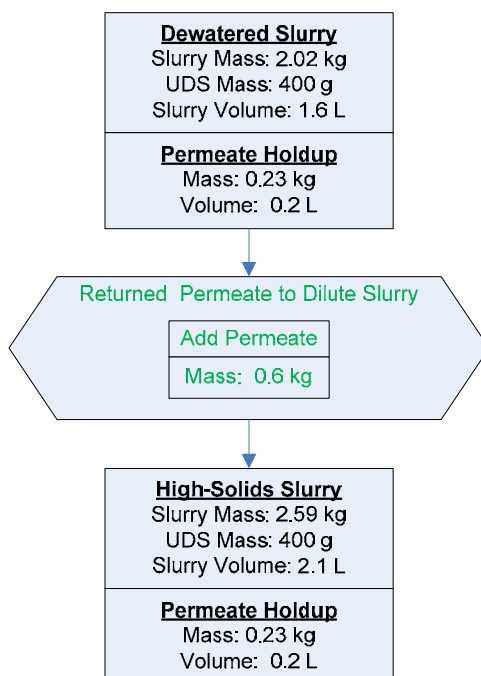 Dewatered Slurry
Slurry Mass: 2.02 kg
UDS Mass: 400 g
Slurry Volume: 1.6 L
Permeate Holdup
Mass: 0.23 kg
Volume: 0.2 L
Returned Permeate to Dilute Slurry
Add Permeate
Mass: 0.6 kg
High-Solids Slurry
Slurry Mass: 2.59 kg
UDS Mass: 400 g
Slurry Volume: 2.1 L
Permeate Holdup
Mass: 0.23 kg
Volume: 0.2 L